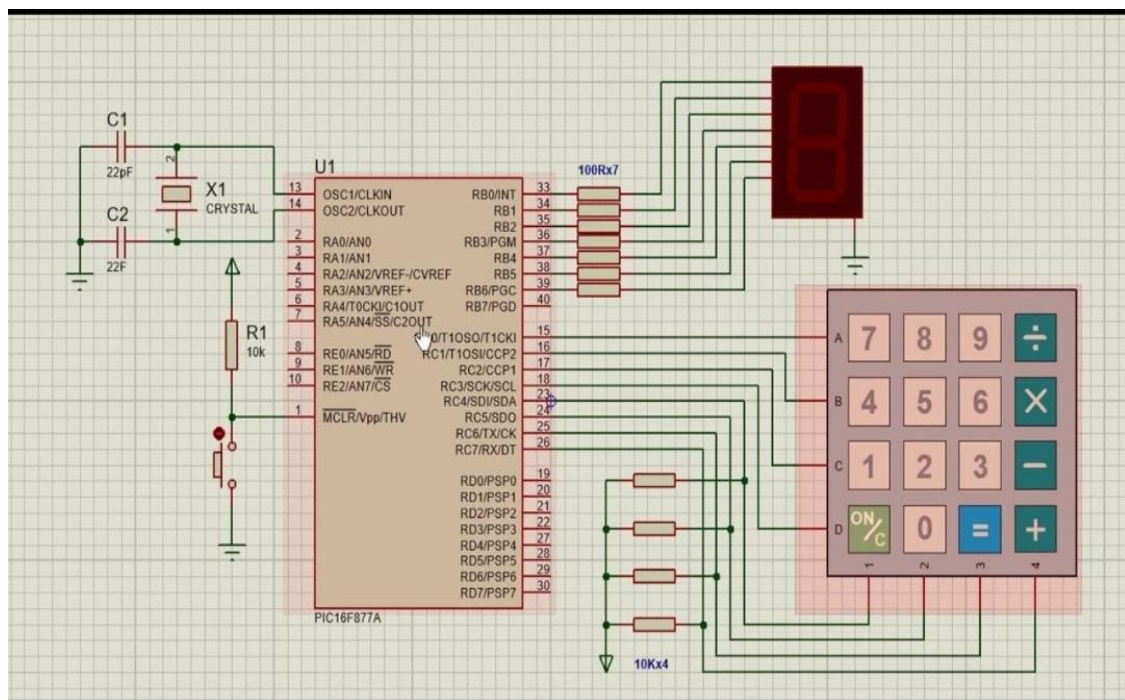 C1
22pF
2
X1
CRYSTAL
1
C2
22F
R1
10k
U1
13 OSC1/CLKIN
14 OSC2/CLKOUT
2 RA0/AN0
3 RA1/AN1
4 RA2/AN2/VREF-/CVREF
5 RA3/AN3/VREF+
6 RA4/T0CKI/C1OUT
7 RA5/AN4/SS/C2OUT
8 RE0/AN5/RD
9 RE1/AN6/WR
10 RE2/AN7/CS
1 MCLR/Vpp/THV
RB0/INT 33
RB1 34
RB2 35
RB3/PGM 36
RB4 37
RB5 38
RB6/PGC 39
RB7/PGD 40
0/T1OSO/T1CKI 15
RC1/T1OSI/CCP2 16
RC2/CCP1 17
RC3/SCK/SCL 18
RC4/SDI/SDA 23
RC5/SDO 24
RC6/TX/CK 25
RC7/RX/DT 26
RD0/PSP0 19
RD1/PSP1 20
RD2/PSP2 21
RD3/PSP3 22
RD4/PSP4 27
RD5/PSP5 28
RD6/PSP6 29
RD7/PSP7 30
PIC16F877A
100Rx7
10Kx4
A 7 8 9 ÷
B 4 5 6 ×
C 1 2 3 −
D ON/C 0 = +
1 2 3 4